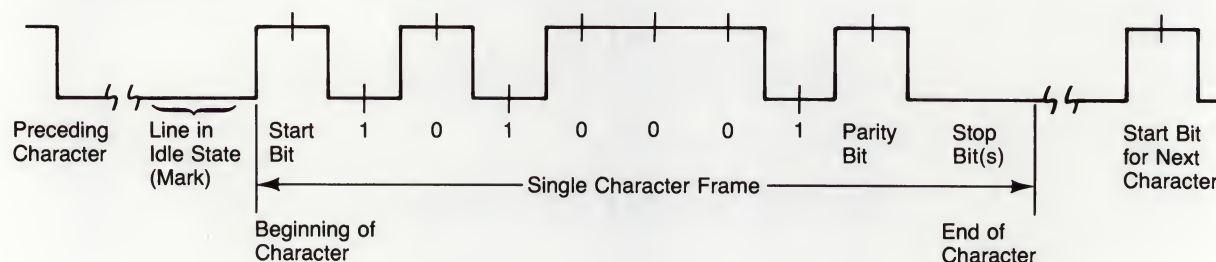 Preceding
Character
Line in
Idle State
(Mark)
Start
Bit
1 0 1 0 0 0 1
Parity
Bit
Stop
Bit(s)
Start Bit
for Next
Character
Single Character Frame
Beginning of
Character
End of
Character